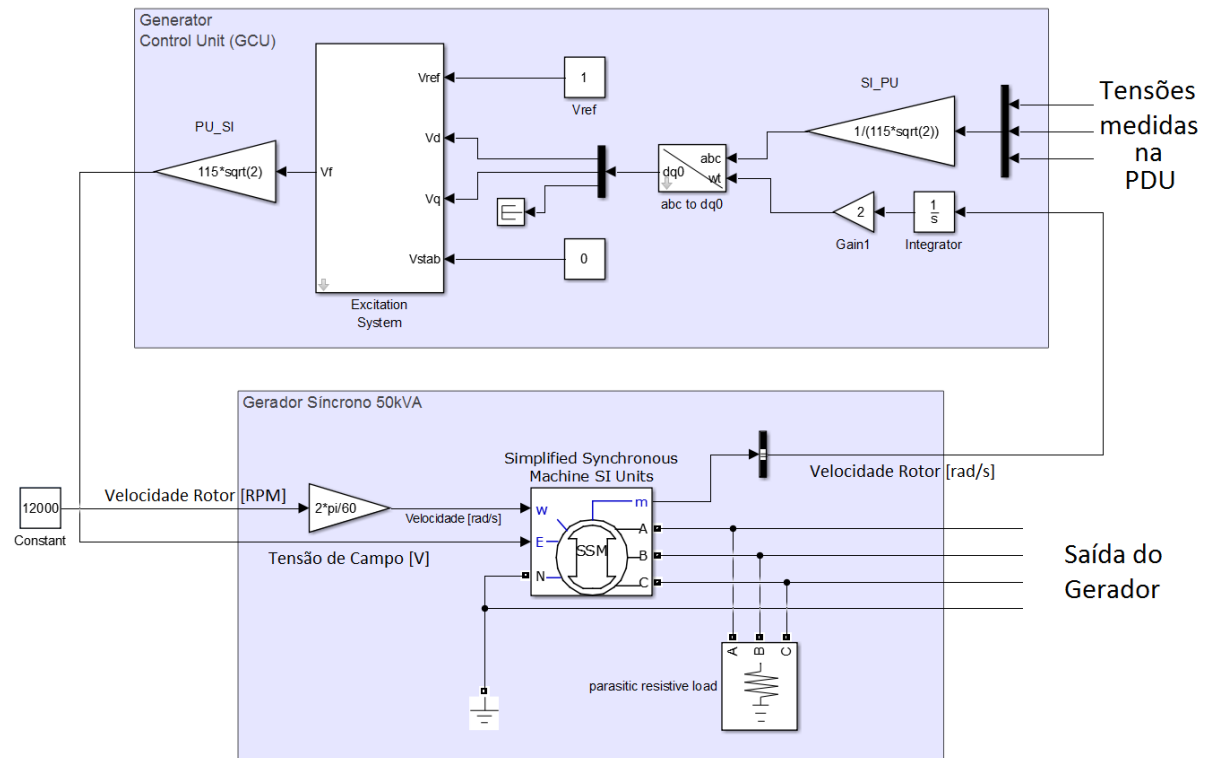 Generator
Control Unit (GCU)
Vref
1
Vref
SI_PU
Tensões
medidas
na
PDU
PU_SI
115*sqrt(2)
Vf
Vd
Vq
Vstab
Excitation
System
abc
dq0
wt
abc to dq0
1/(115*sqrt(2))
2
Gain1
1
s
Integrator
0
Gerador Síncrono 50kVA
Simplified Synchronous
Machine SI Units
Velocidade Rotor [rad/s]
12000
Constant
Velocidade Rotor [RPM]
2*pi/60
Velocidade [rad/s]
Tensão de Campo [V]
w
E
N
m
SSM
A
B
C
Saída do
Gerador
A
B
C
parasitic resistive load